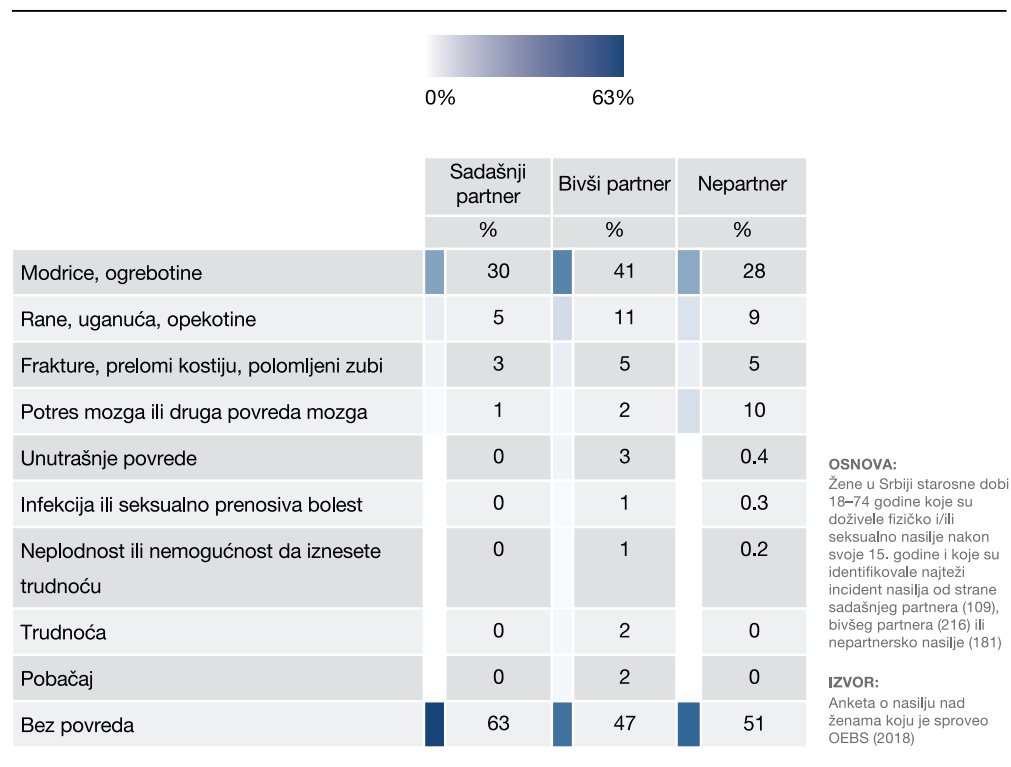 0% 63%
Sadašnji partner Bivši partner Nepartner
% % %
Modrice, ogrebotine 30 41 28
Rane, uganuća, opekotine 5 11 9
Frakture, prelomi kostiju, polomljeni zubi 3 5 5
Potres mozga ili druga povreda mozga 1 2 10
Unutrašnje povrede 0 3 0.4
Infekcija ili seksualno prenosiva bolest 0 1 0.3
Neplodnost ili nemogućnost da iznesete 0 1 0.2
trudnoću
Trudnoća 0 2 0
Pobačaj 0 2 0
Bez povreda 63 47 51
OSNOVA:
Žene u Srbiji starosne dobi
18–74 godine koje su
doživele fizičko i/ili
seksualno nasilje nakon
svoje 15. godine i koje su
identifikovale najteži
incident nasilja od strane
sadašnjeg partnera (109),
bivšeg partnera (216) ili
nepartnersko nasilje (181)
IZVOR:
Anketa o nasilju nad
ženama koju je sproveo
OEBS (2018)